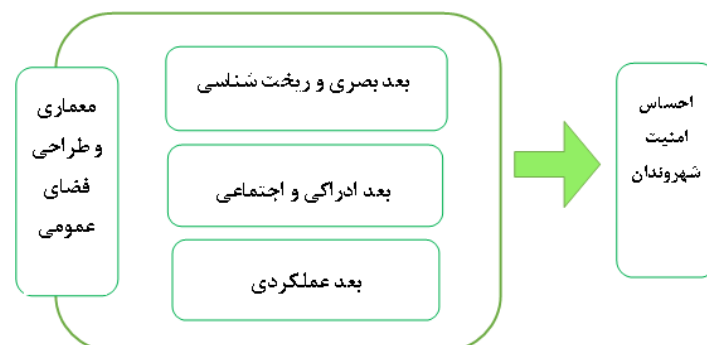 معماری
و طراحی
فضای
عمومی
بعد بصری و ریخت شناسی
بعد ادراکی و اجتماعی
بعد عملکردی
احساس
امنیت
شهروندان